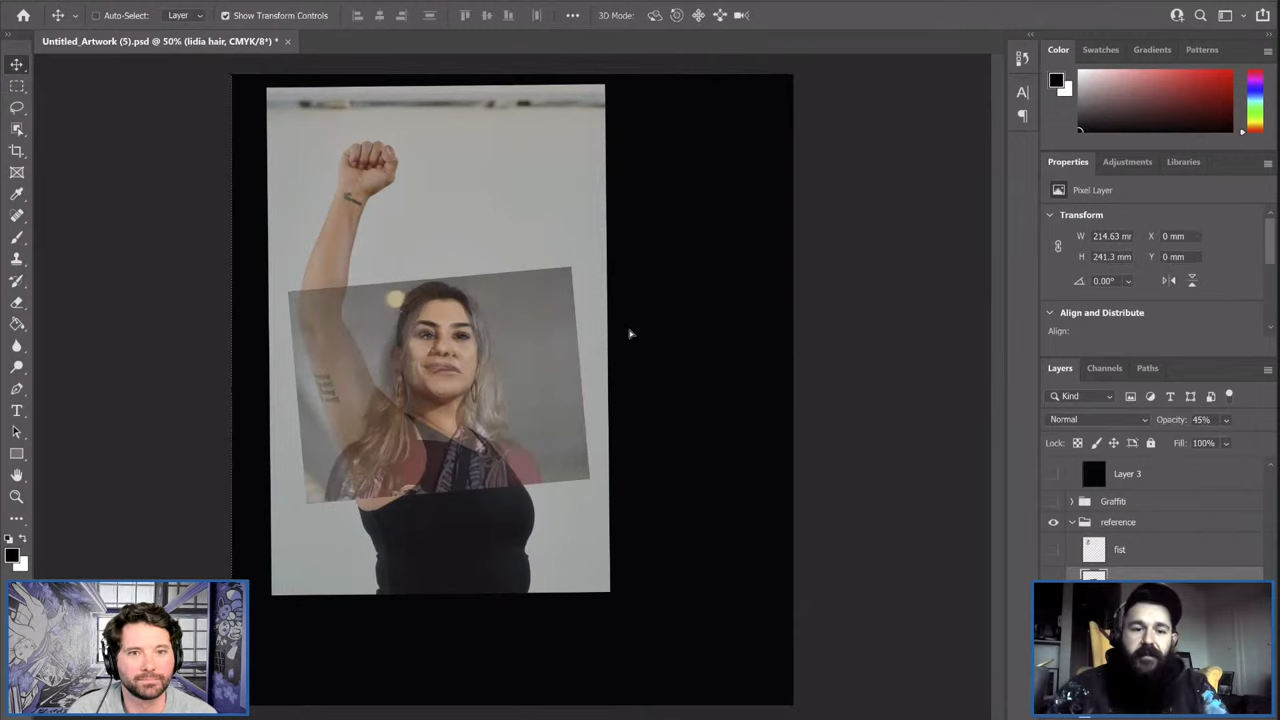 Auto-Select: Layer Show Transform Controls 3D Mode:
Untitled_Artwork (5).psd @ 50% (lidia hair, CMYK/8*) *
Color Swatches Gradients Patterns
Properties Adjustments Libraries
Pixel Layer
Transform
W 214.63 mr X 0 mm
H 241.3 mm Y 0 mm
0.00°
Align and Distribute
Align:
Layers Channels Paths
Kind
Normal Opacity: 45%
Lock: Fill: 100%
Layer 3
Graffiti
reference
fist